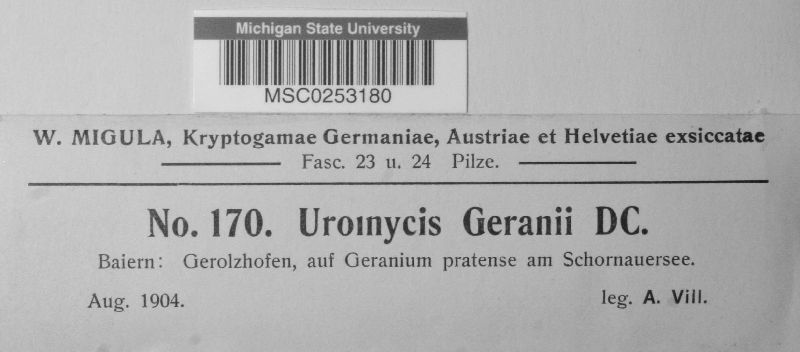 Michigan State University
MSC0253180
W. MIGULA, Kryptogamae Germaniae, Austriae et Helvetiae exsiccatae
Fasc. 23 u. 24 Pilze.
No. 170. Uromycis Geranii DC.
Baiern: Gerolzhofen, auf Geranium pratense am Schornauersee.
Aug. 1904. leg. A. Vill.